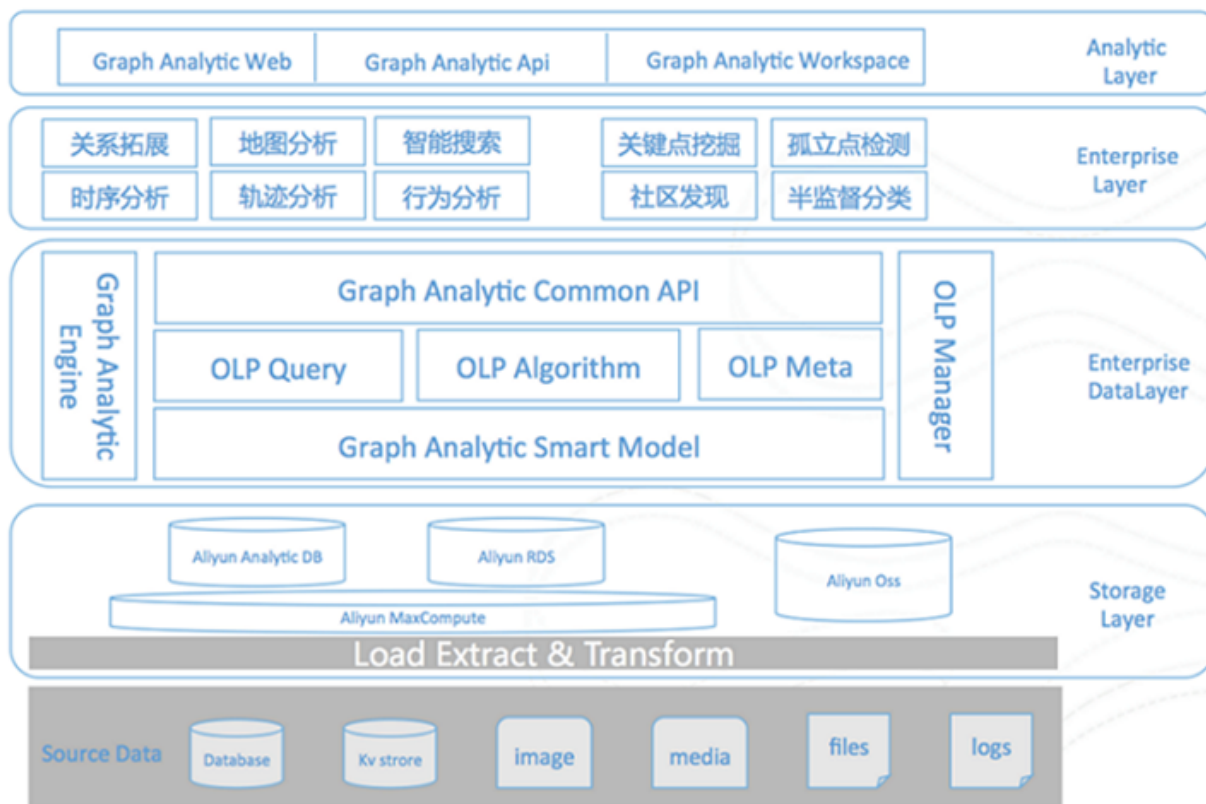 Graph Analytic Web
Graph Analytic Api
Graph Analytic Workspace
Analytic
Layer
关系拓展
地图分析
智能搜索
关键点挖掘
孤立点检测
时序分析
轨迹分析
行为分析
社区发现
半监督分类
Enterprise
Layer
Graph Analytic
Engine
Graph Analytic Common API
OLP Query
OLP Algorithm
OLP Meta
Graph Analytic Smart Model
OLP Manager
Enterprise
DataLayer
Aliyun Analytic DB
Aliyun RDS
Aliyun Oss
Aliyun MaxCompute
Storage
Layer
Load Extract & Transform
Source Data
Database
Kv strore
image
media
files
logs